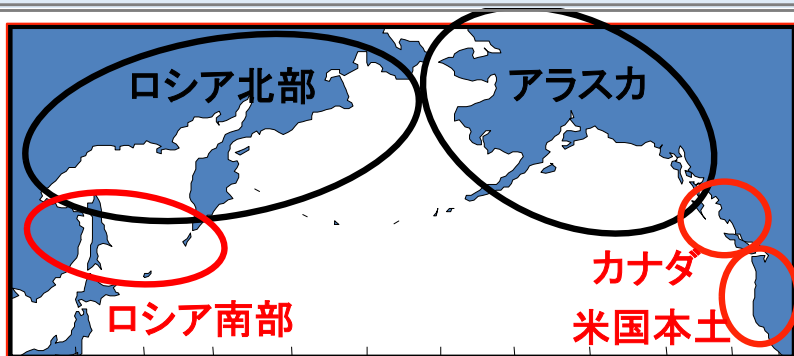 ロシア北部
アラスカ
カナダ
ロシア南部
米国本土